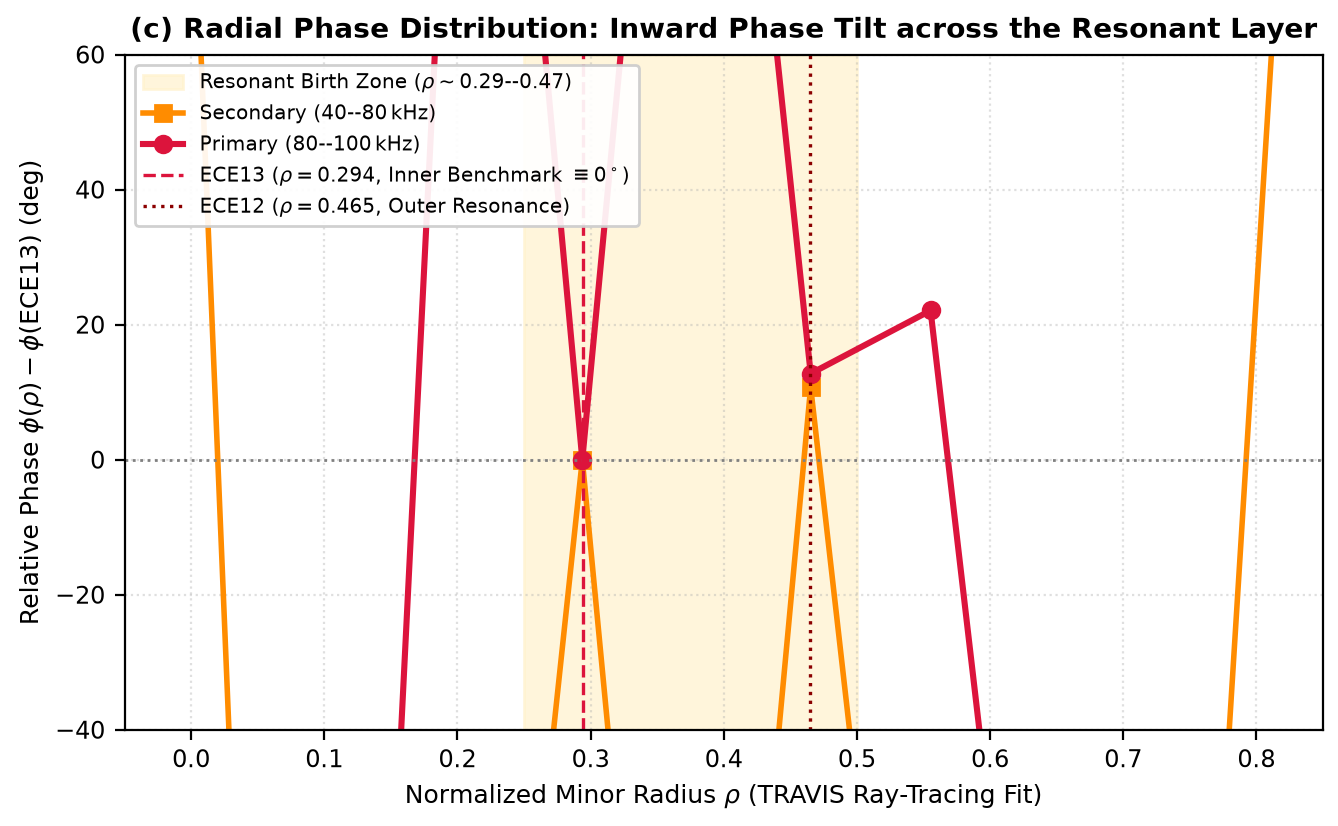 (c) Radial Phase Distribution: Inward Phase Tilt across the Resonant Layer
Relative Phase ϕ(ρ) − ϕ(ECE13) (deg)
60
40
20
0
−20
−40
Resonant Birth Zone (ρ ~ 0.29--0.47)
Secondary (40--80 kHz)
Primary (80--100 kHz)
ECE13 (ρ = 0.294, Inner Benchmark ≡ 0°)
ECE12 (ρ = 0.465, Outer Resonance)
0.0
0.1
0.2
0.3
0.4
0.5
0.6
0.7
0.8
Normalized Minor Radius ρ (TRAVIS Ray-Tracing Fit)